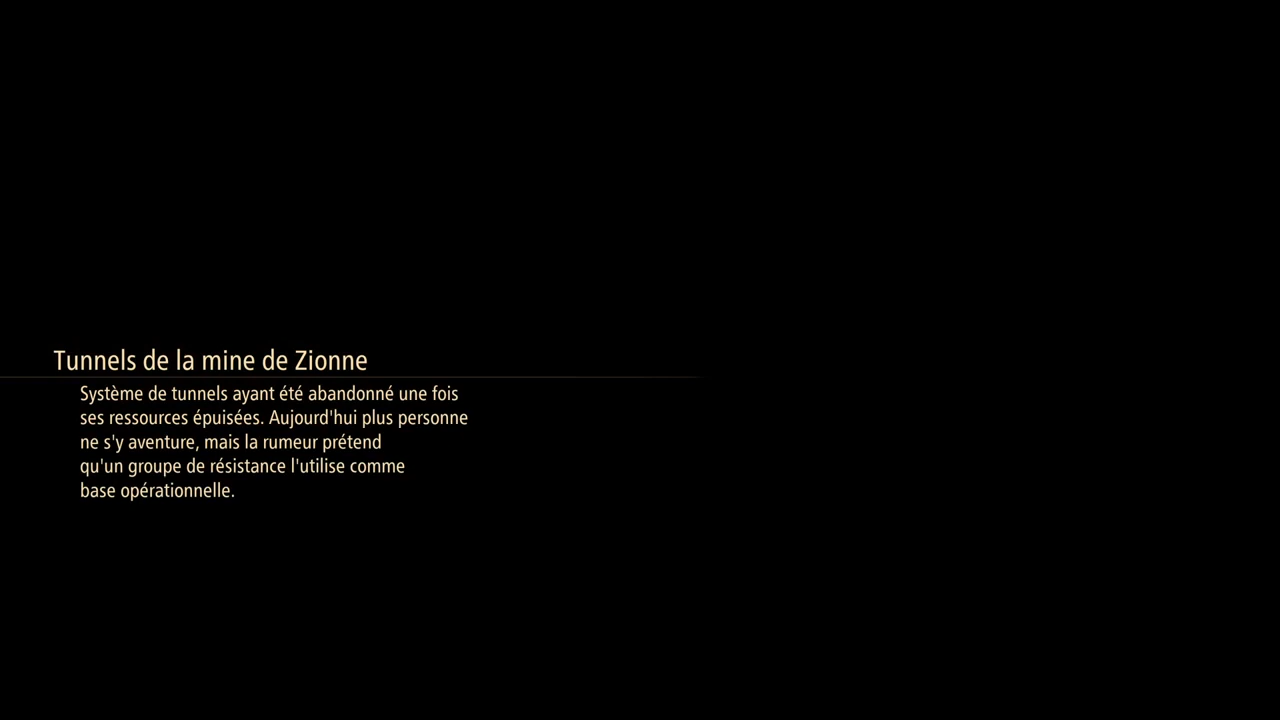 Tunnels de la mine de Zionne
Système de tunnels ayant été abandonné une fois
ses ressources épuisées. Aujourd'hui plus personne
ne s'y aventure, mais la rumeur prétend
qu'un groupe de résistance l'utilise comme
base opérationnelle.